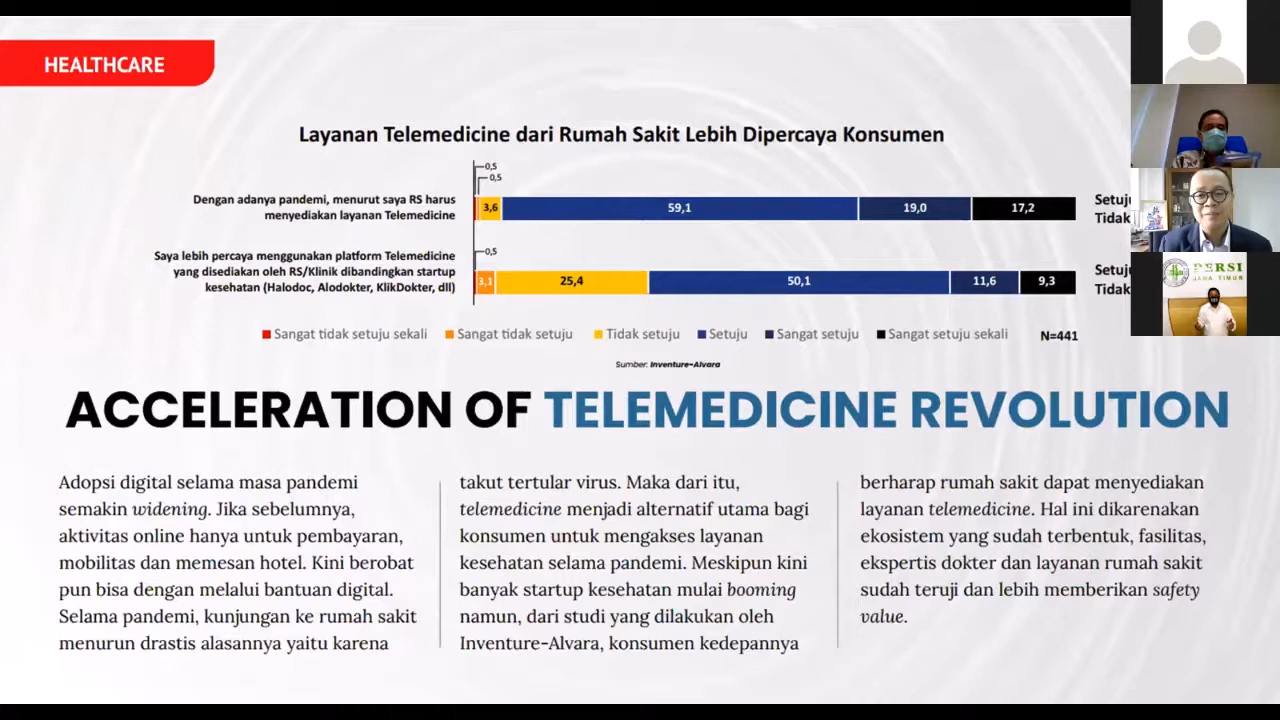 HEALTHCARE
Layanan Telemedicine dari Rumah Sakit Lebih Dipercaya Konsumen
0,5
0,5
Dengan adanya pandemi, menurut saya RS harus
menyediakan layanan Telemedicine
3,6 59,1 19,0 17,2
Setuju
Tidak
0,5
Saya lebih percaya menggunakan platform Telemedicine
yang disediakan oleh RS/Klinik dibandingkan startup
kesehatan (Halodoc, Alodokter, KlikDokter, dll)
3,1 25,4 50,1 11,6 9,3
Setuju
Tidak
Sangat tidak setuju sekali Sangat tidak setuju Tidak setuju Setuju Sangat setuju Sangat setuju sekali N=441
Sumber: Inventure-Alvara
PERSI
JAWA TIMUR
ACCELERATION OF TELEMEDICINE REVOLUTION
Adopsi digital selama masa pandemi
semakin widening. Jika sebelumnya,
aktivitas online hanya untuk pembayaran,
mobilitas dan memesan hotel. Kini berobat
pun bisa dengan melalui bantuan digital.
Selama pandemi, kunjungan ke rumah sakit
menurun drastis alasannya yaitu karena
takut tertular virus. Maka dari itu,
telemedicine menjadi alternatif utama bagi
konsumen untuk mengakses layanan
kesehatan selama pandemi. Meskipun kini
banyak startup kesehatan mulai booming
namun, dari studi yang dilakukan oleh
Inventure-Alvara, konsumen kedepannya
berharap rumah sakit dapat menyediakan
layanan telemedicine. Hal ini dikarenakan
ekosistem yang sudah terbentuk, fasilitas,
ekspertis dokter dan layanan rumah sakit
sudah teruji dan lebih memberikan safety
value.